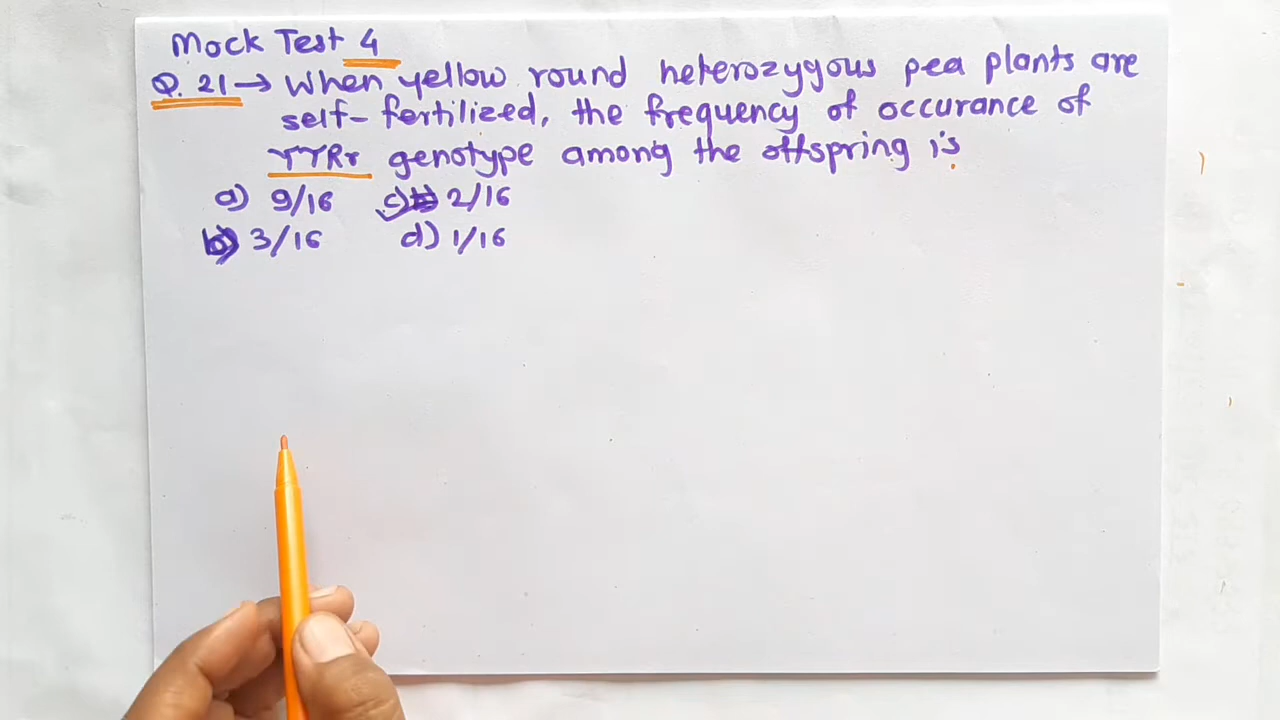 Mock Test 4
Q. 21 → When yellow round heterozygous pea plants are
self-fertilized, the frequency of occurance of
YYRr genotype among the offspring is
a) 9/16 c) 2/16
b) 3/16 d) 1/16